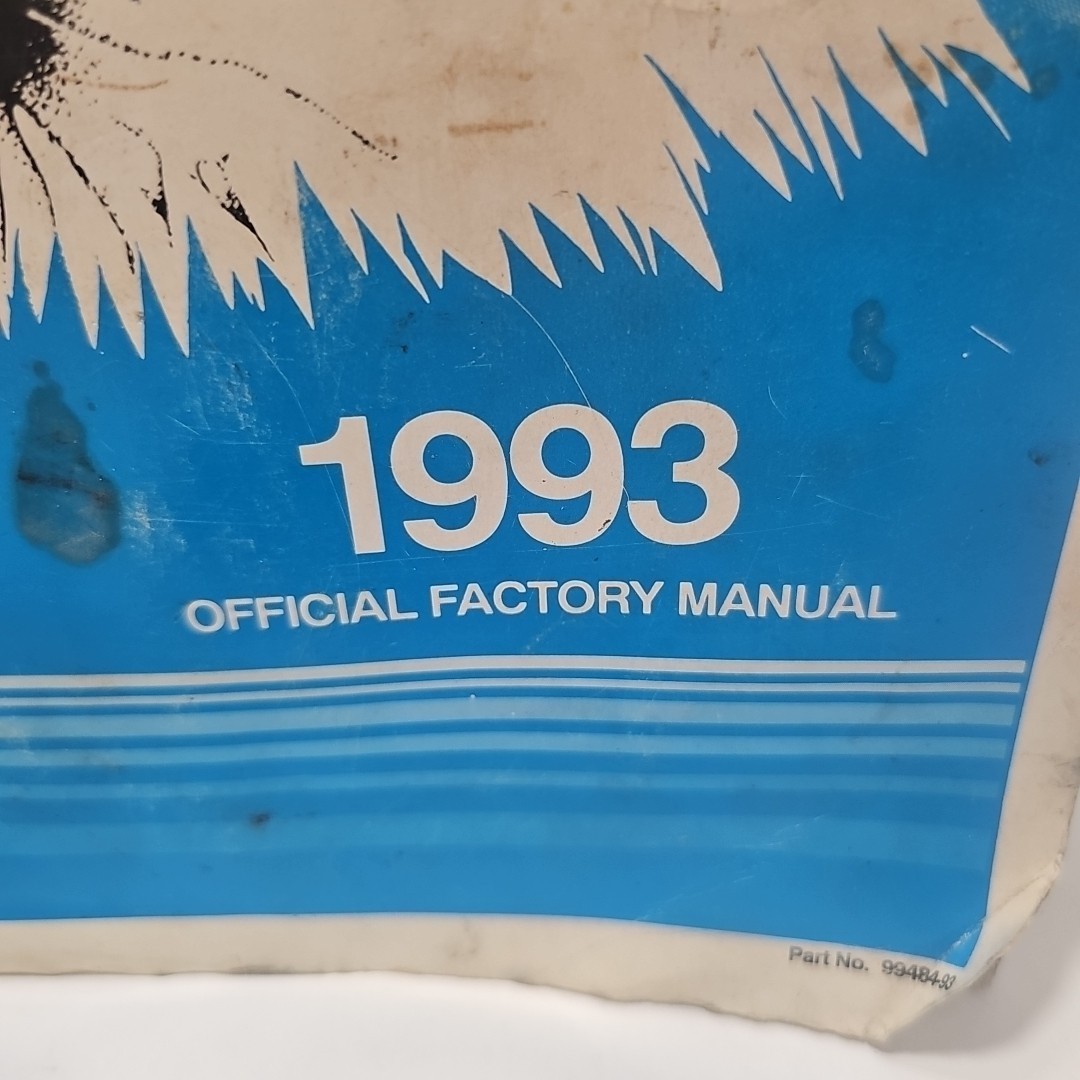 1993
OFFICIAL FACTORY MANUAL
Part No. 99484-93